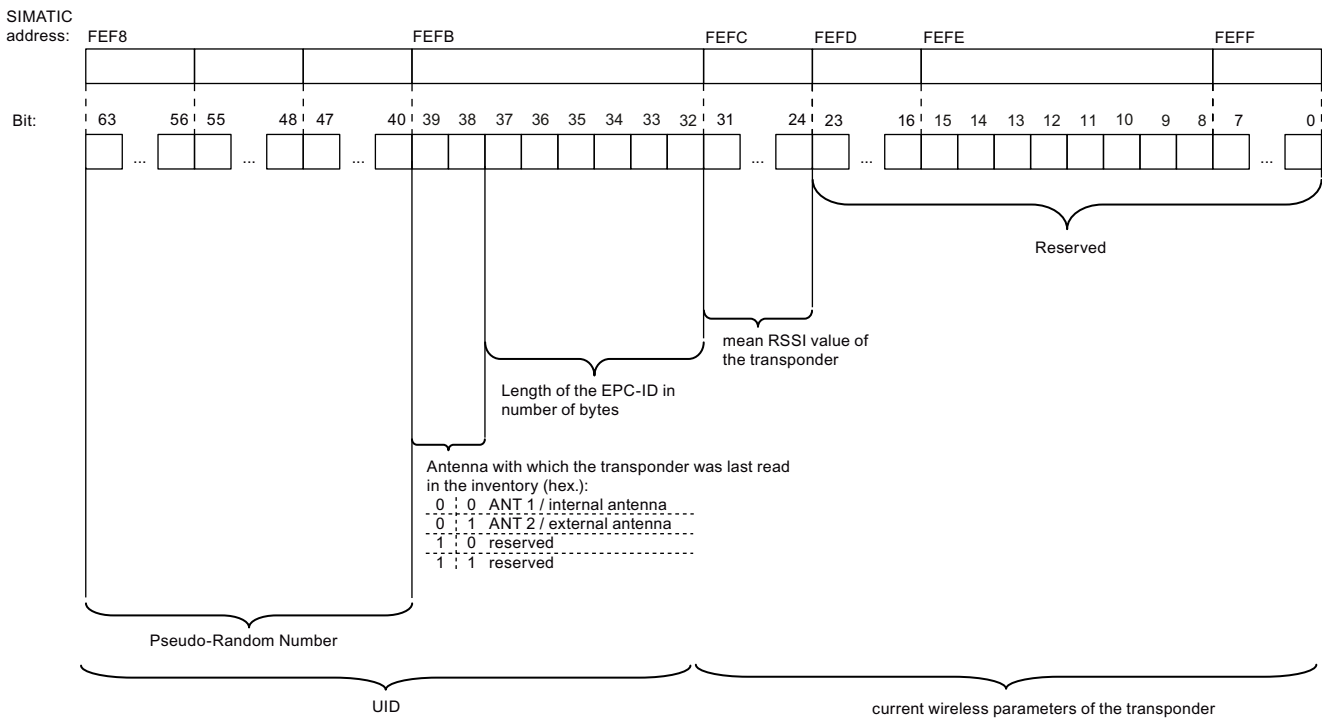 SIMATIC
address: FEF8 FEFB FEFC FEFD FEFE FEFF
Bit: 63 56 55 48 47 40 39 38 37 36 35 34 33 32 31 24 23 16 15 14 13 12 11 10 9 8 7 0
... ... ... ... ... ...
Reserved
mean RSSI value of
the transponder
Length of the EPC-ID in
number of bytes
Antenna with which the transponder was last read
in the inventory (hex.):
0 0 ANT 1 / internal antenna
0 1 ANT 2 / external antenna
1 0 reserved
1 1 reserved
Pseudo-Random Number
UID
current wireless parameters of the transponder